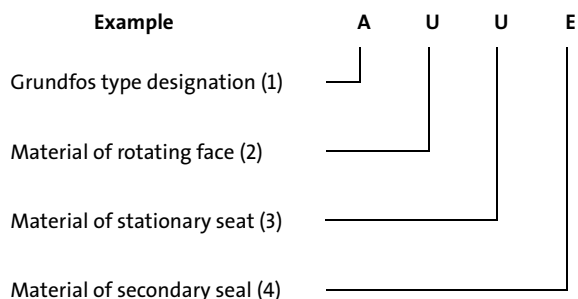 Example A U U E
Grundfos type designation (1)
Material of rotating face (2)
Material of stationary seat (3)
Material of secondary seal (4)